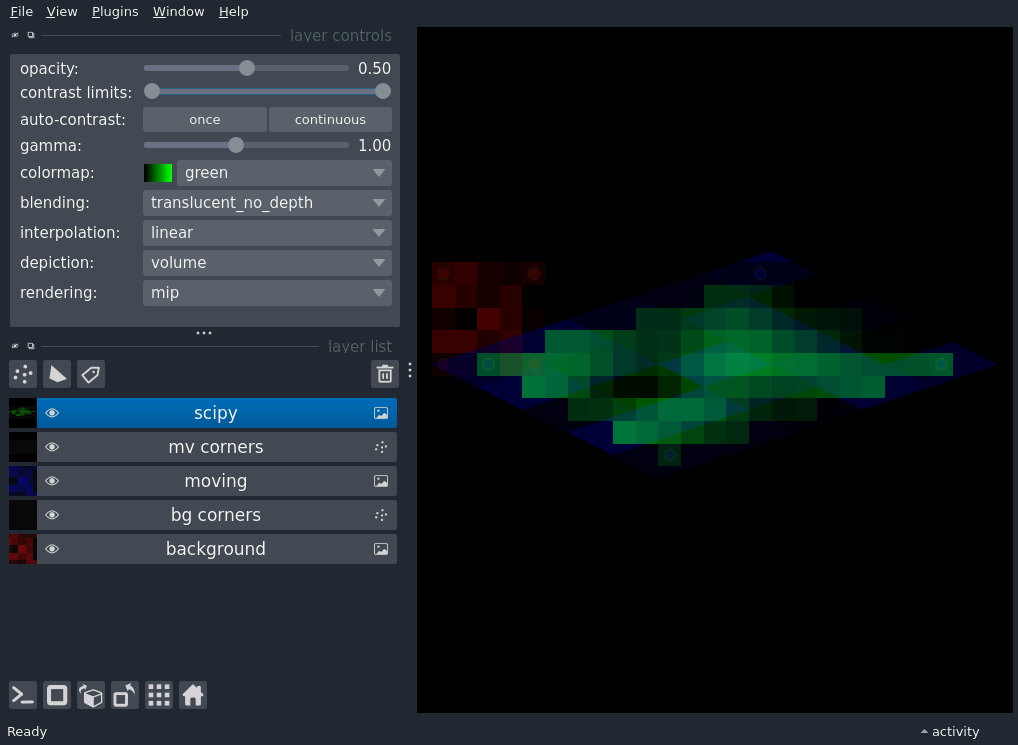 File View Plugins Window Help
layer controls
opacity: 0.50
contrast limits:
auto-contrast: once continuous
gamma: 1.00
colormap: green
blending: translucent_no_depth
interpolation: linear
depiction: volume
rendering: mip
layer list
scipy
mv corners
moving
bg corners
background
Ready activity